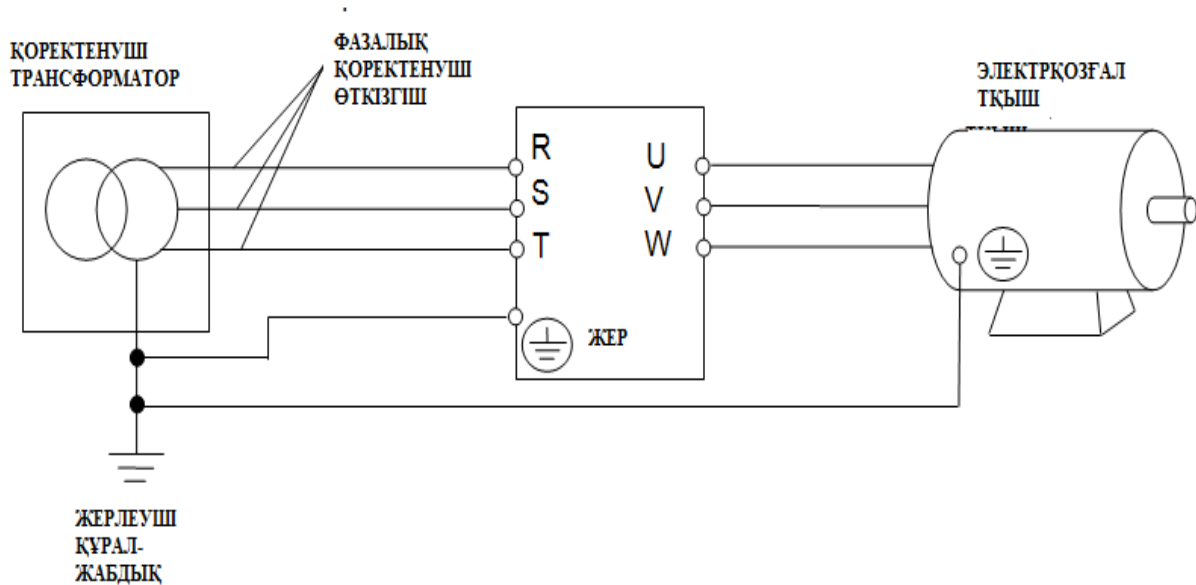 ҚОРЕКТЕНУШІ
ТРАНСФОРМАТОР
ФАЗАЛЫҚ
ҚОРЕКТЕНУШІ
ӨТКІЗГІШ
ЭЛЕКТРҚОЗҒАЛ
ТҚЫШ
R
S
T
U
V
W
ЖЕР
ЖЕРЛЕУШІ
ҚҰРАЛ-
ЖАБДЫҚ